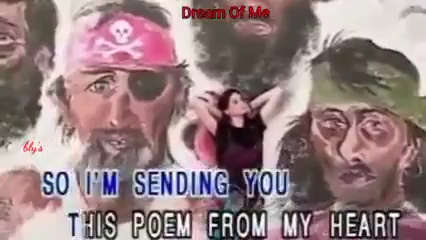 Dream Of Me
bly's
SO I'M SENDING YOU
THIS POEM FROM MY HEART